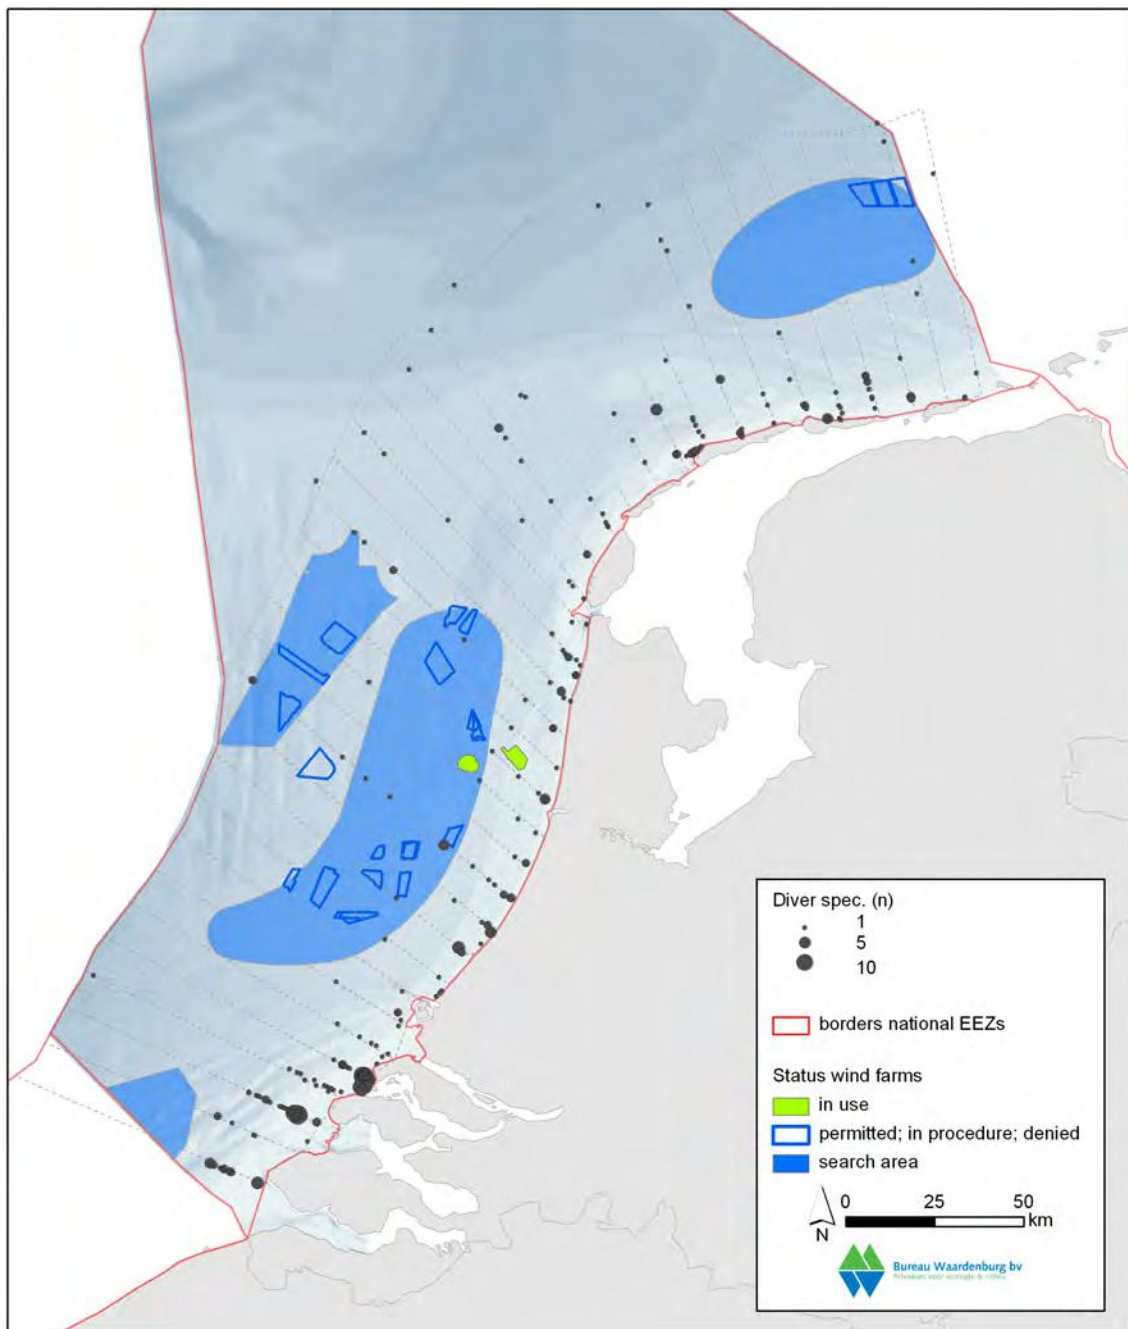 Diver spec. (n)
1
5
10
borders national EEZs
Status wind farms
in use
permitted; in procedure; denied
search area
0 25 50
km
N
Bureau Waardenburg bv